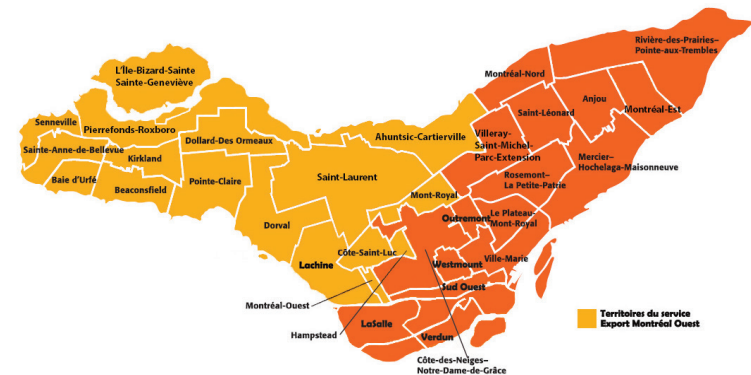 Rivière-des-Prairies–
Pointe-aux-Trembles
L'Île-Bizard-Sainte
Sainte-Geneviève
Montréal-Nord
Anjou
Montréal-Est
Saint-Léonard
Senneville
Pierrefonds-Roxboro
Ahuntsic-Cartierville
Villeray-
Saint-Michel-
Parc-Extension
Dollard-Des Ormeaux
Sainte-Anne-de-Bellevue
Kirkland
Mercier–
Hochelaga-Maisonneuve
Rosemont–
La Petite-Patrie
Baie d'Urfé
Beaconsfield
Pointe-Claire
Saint-Laurent
Mont-Royal
Outremont
Le Plateau-
Mont-Royal
Dorval
Côte-Saint-Luc
Ville-Marie
Lachine
Westmount
Sud Ouest
Montréal-Ouest
Hampstead
LaSalle
Verdun
Territoires du service
Export Montréal Ouest
Côte-des-Neiges–
Notre-Dame-de-Grâce